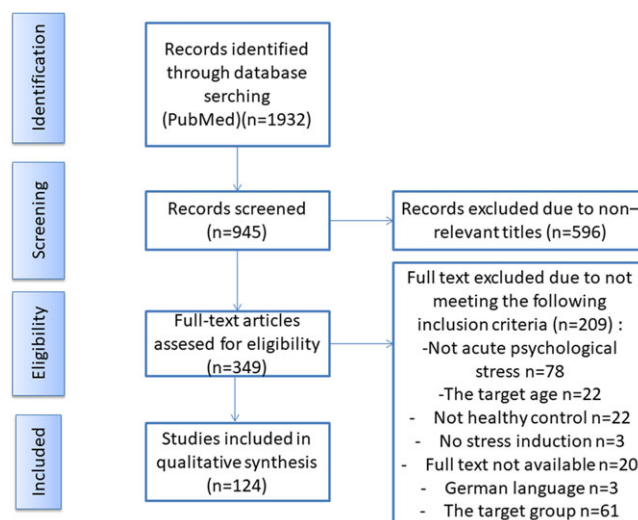 Identification
Records identified
through database
serching
(PubMed)(n=1932)
Screening
Records screened
(n=945)
Records excluded due to non–
relevant titles (n=596)
Eligibility
Full-text articles
assesed for eligibility
(n=349)
Full text excluded due to not
meeting the following
inclusion criteria (n=209) :
-Not acute psychological
stress n=78
-The target age n=22
- Not healthy control n=22
- No stress induction n=3
- Full text not available n=20
- German language n=3
- The target group n=61
Included
Studies included in
qualitative synthesis
(n=124)